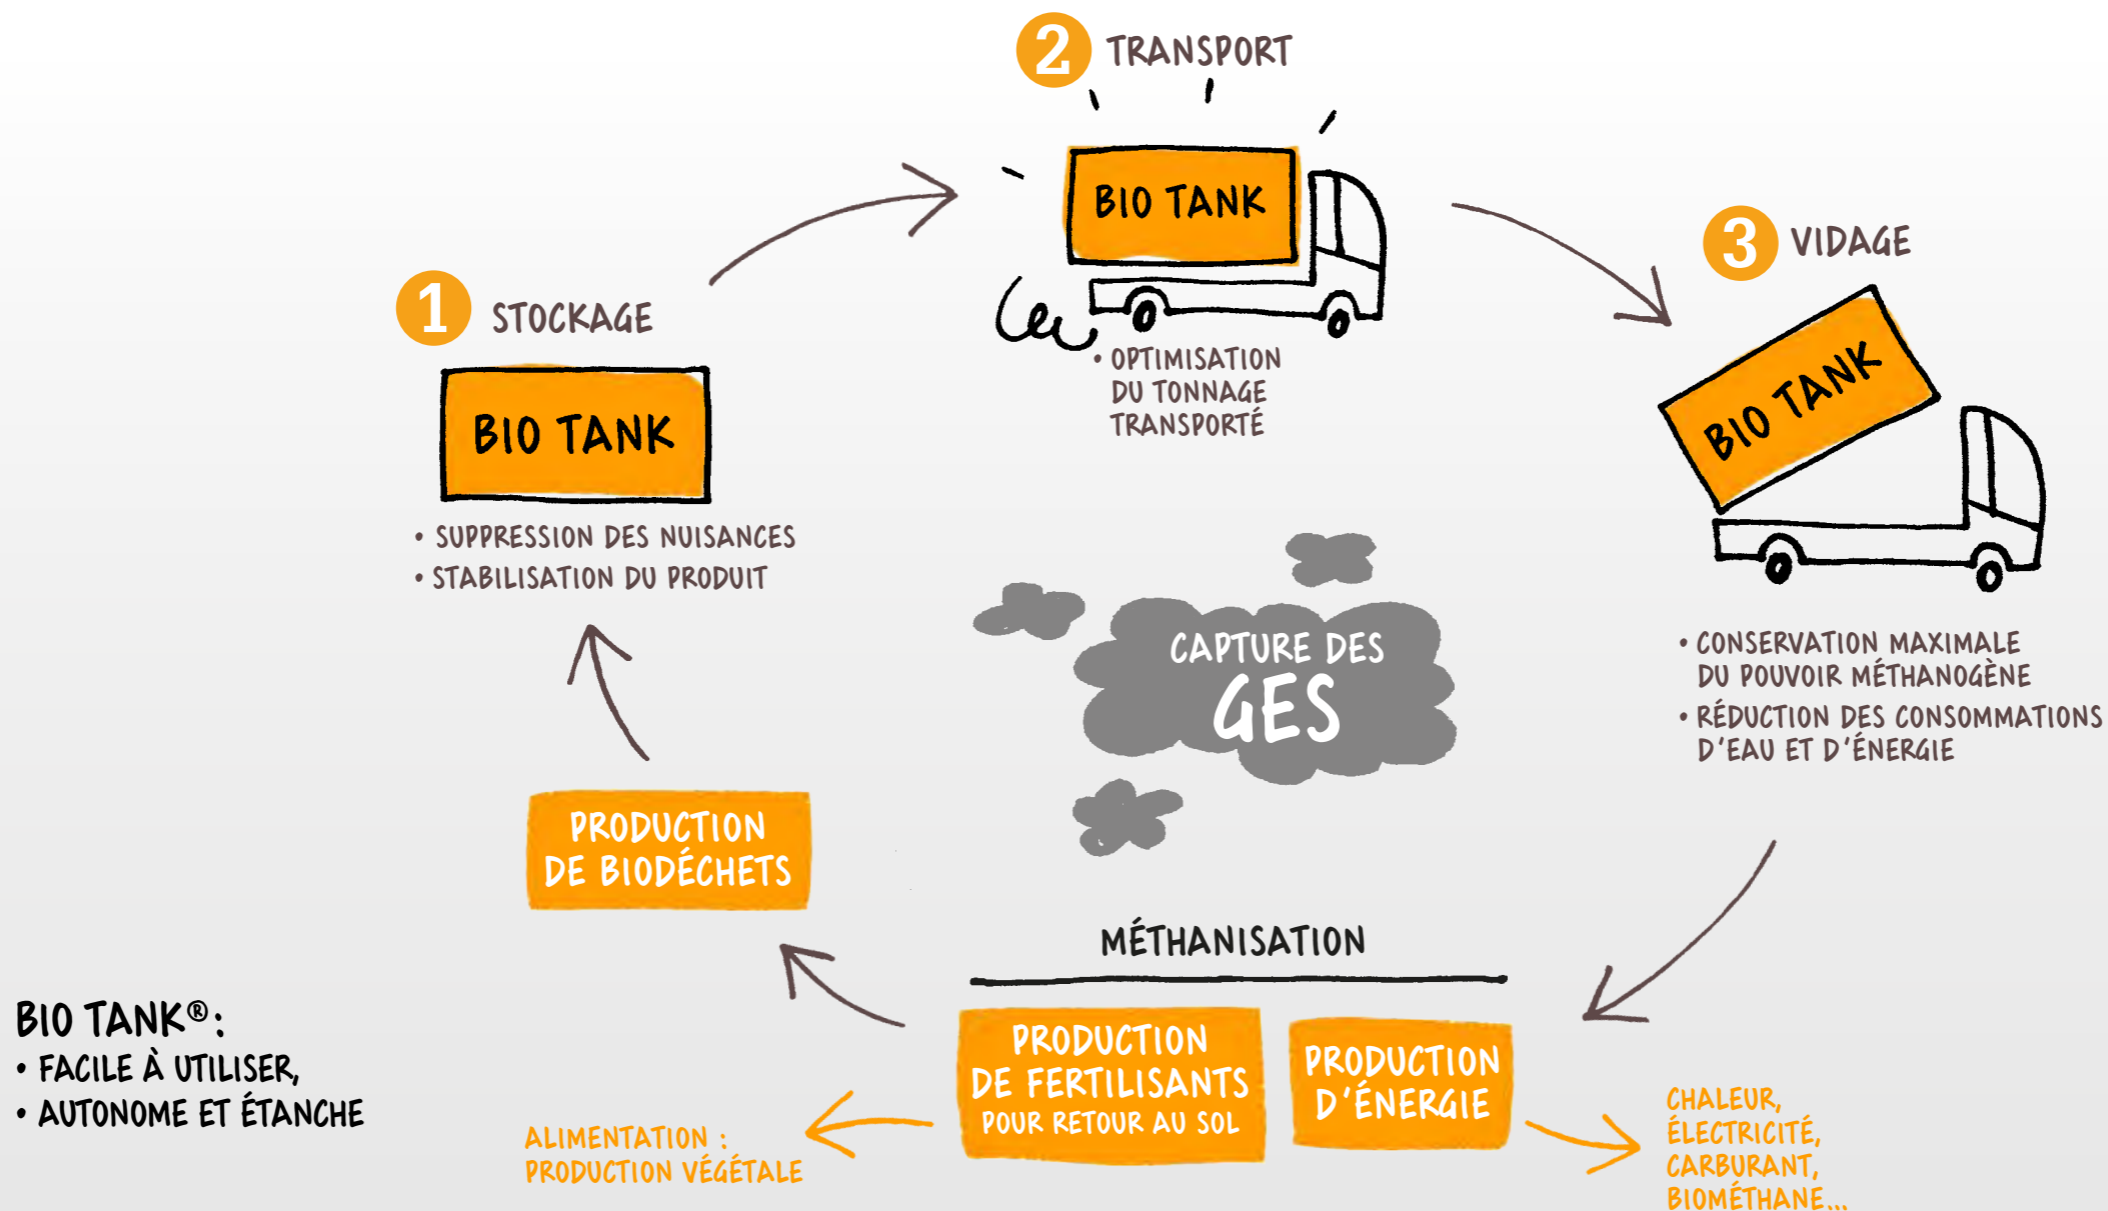 2 TRANSPORT
BIO TANK
• OPTIMISATION
DU TONNAGE
TRANSPORTÉ
1 STOCKAGE
BIO TANK
• SUPPRESSION DES NUISANCES
• STABILISATION DU PRODUIT
3 VIDAGE
BIO TANK
• CONSERVATION MAXIMALE
DU POUVOIR MÉTHANOGÈNE
• RÉDUCTION DES CONSOMMATIONS
D'EAU ET D'ÉNERGIE
CAPTURE DES
GES
PRODUCTION
DE BIODÉCHETS
MÉTHANISATION
PRODUCTION
DE FERTILISANTS
POUR RETOUR AU SOL
PRODUCTION
D'ÉNERGIE
ALIMENTATION :
PRODUCTION VÉGÉTALE
CHALEUR,
ÉLECTRICITÉ,
CARBURANT,
BIOMÉTHANE...
BIO TANK® :
• FACILE À UTILISER,
• AUTONOME ET ÉTANCHE